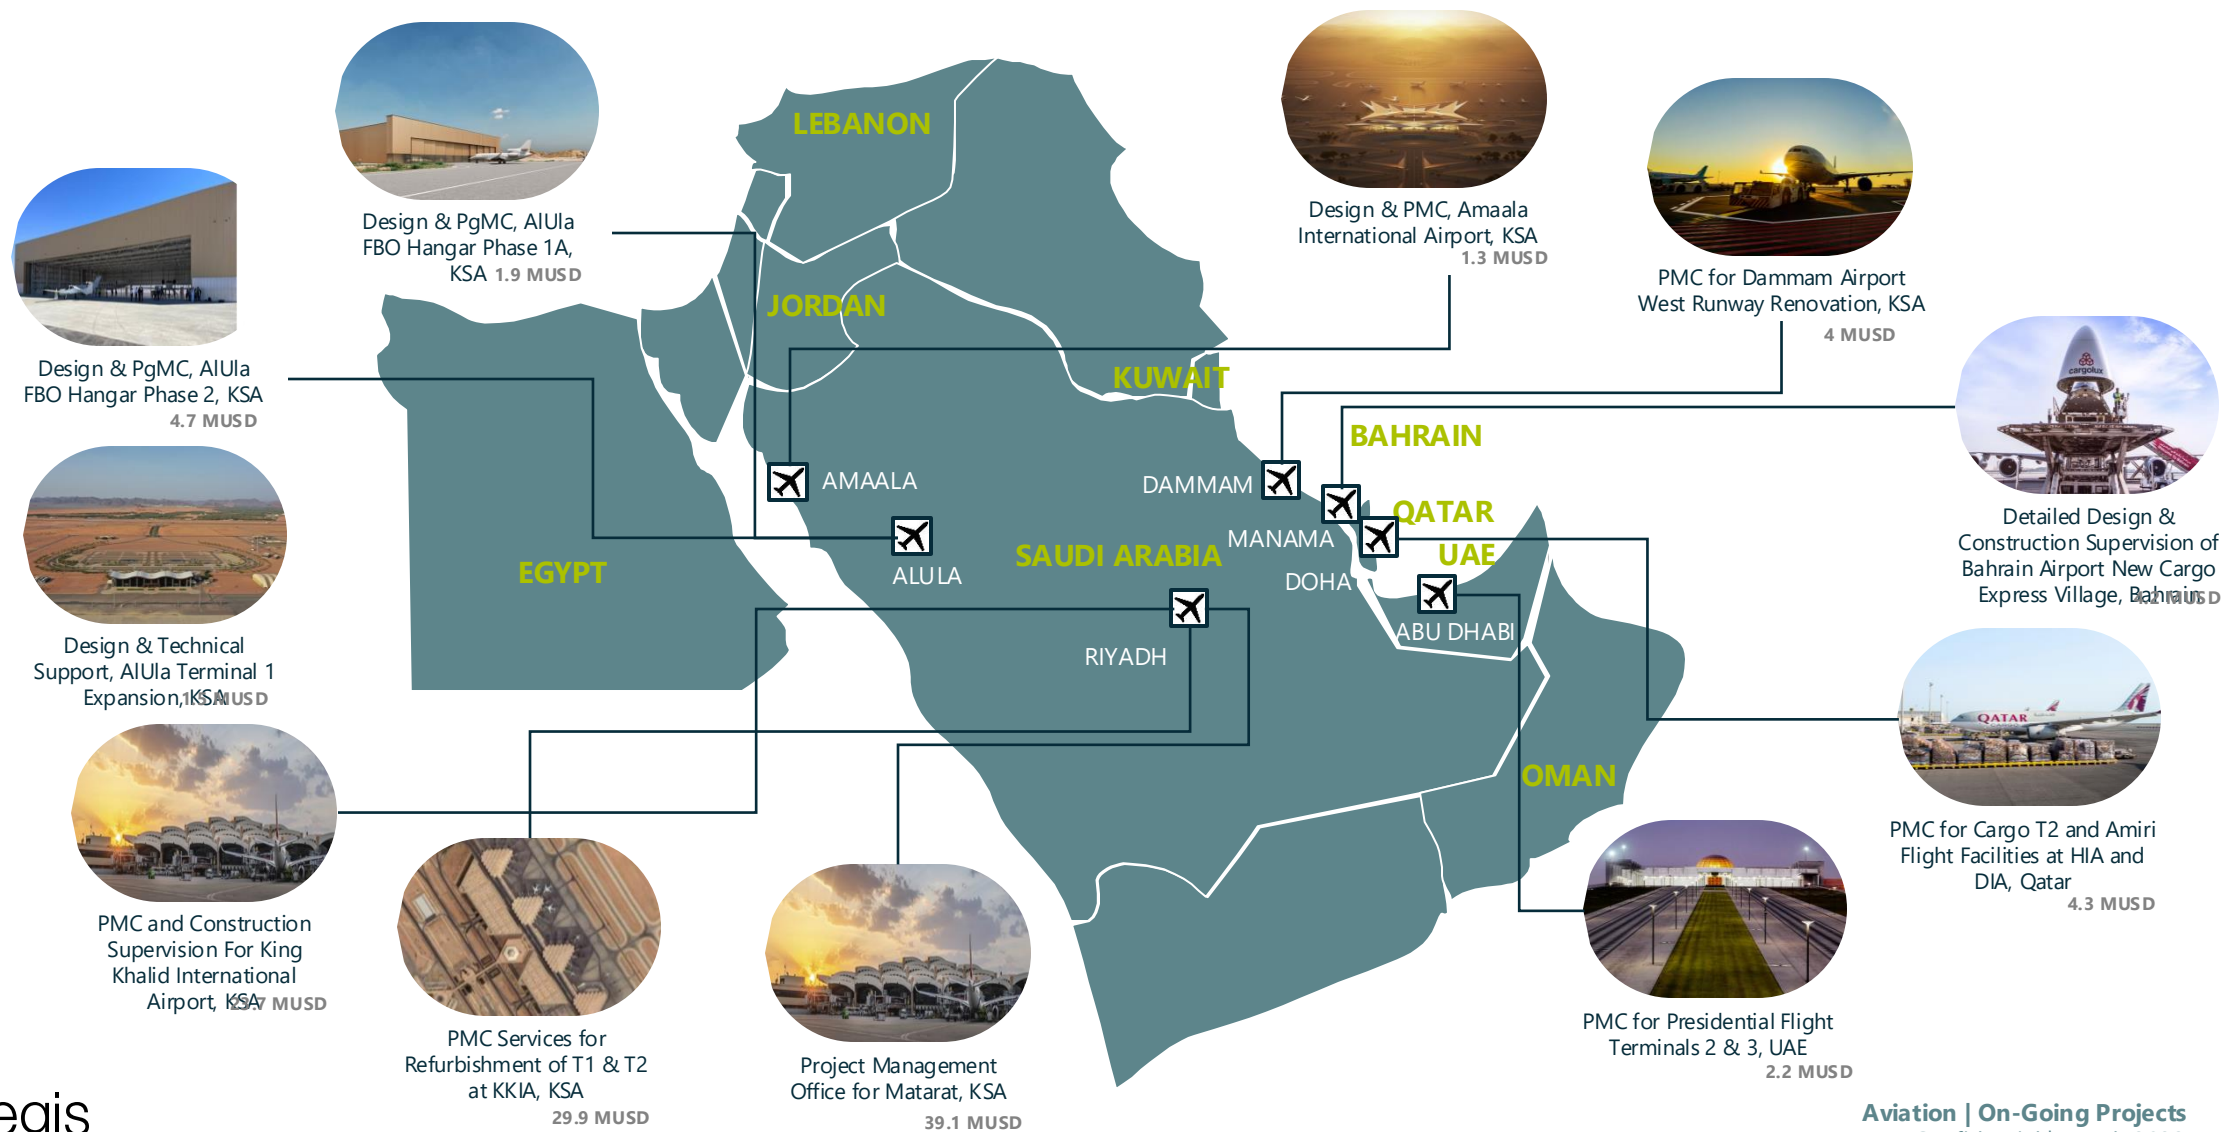 LEBANON
JORDAN
KUWAIT
BAHRAIN
QATAR
UAE
EGYPT
SAUDI ARABIA
OMAN
AMAALA
ALULA
DAMMAM
MANAMA
DOHA
ABU DHABI
RIYADH
Design & PgMC, AlUla
FBO Hangar Phase 1A,
KSA 1.9 MUSD
Design & PMC, Amaala
International Airport, KSA
1.3 MUSD
PMC for Dammam Airport
West Runway Renovation, KSA
4 MUSD
Design & PgMC, AlUla
FBO Hangar Phase 2, KSA
4.7 MUSD
cargolux
Detailed Design &
Construction Supervision of
Bahrain Airport New Cargo
Express Village, Bahrain
MUSD
Design & Technical
Support, AlUla Terminal 1
Expansion, KSA
MUSD
QATAR
PMC for Cargo T2 and Amiri
Flight Facilities at HIA and
DIA, Qatar
4.3 MUSD
PMC and Construction
Supervision For King
Khalid International
Airport, KSA
MUSD
PMC Services for
Refurbishment of T1 & T2
at KKIA, KSA
29.9 MUSD
Project Management
Office for Matarat, KSA
39.1 MUSD
PMC for Presidential Flight
Terminals 2 & 3, UAE
2.2 MUSD
egis
Aviation | On-Going Projects